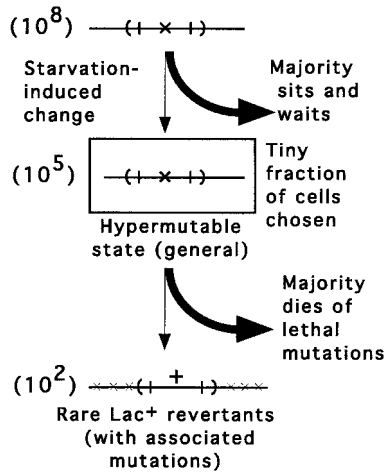 (10⁸)
Starvation-
induced
change
Majority
sits and
waits
(10⁵)
Tiny
fraction
of cells
chosen
Hypermutable
state (general)
Majority
dies of
lethal
mutations
(10²)
+
Rare Lac⁺ revertants
(with associated
mutations)